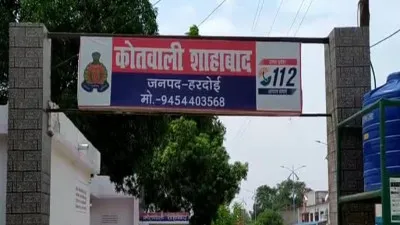 कोतवाली शाहाबाद
जनपद-हरदोई
मो.-9454403568
112